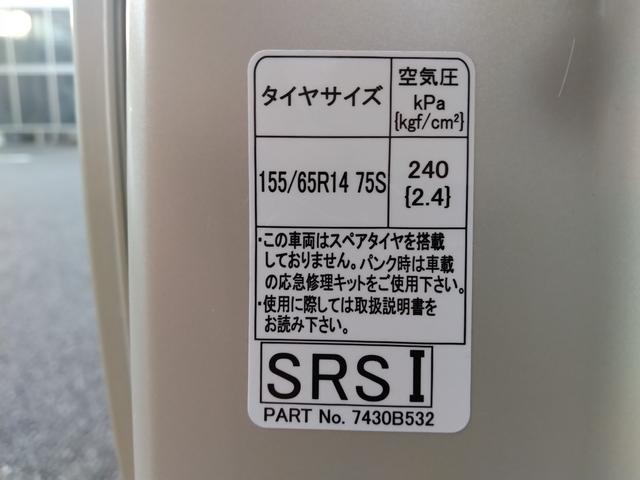 タイヤサイズ
空気圧
kPa
{kgf/cm²}
155/65R14 75S
240
{2.4}
・この車両はスペアタイヤを搭載
しておりません。パンク時は車載
の応急修理キットをご使用下さい。
・使用に際しては取扱説明書を
お読み下さい。
SRS I
PART No. 7430B532